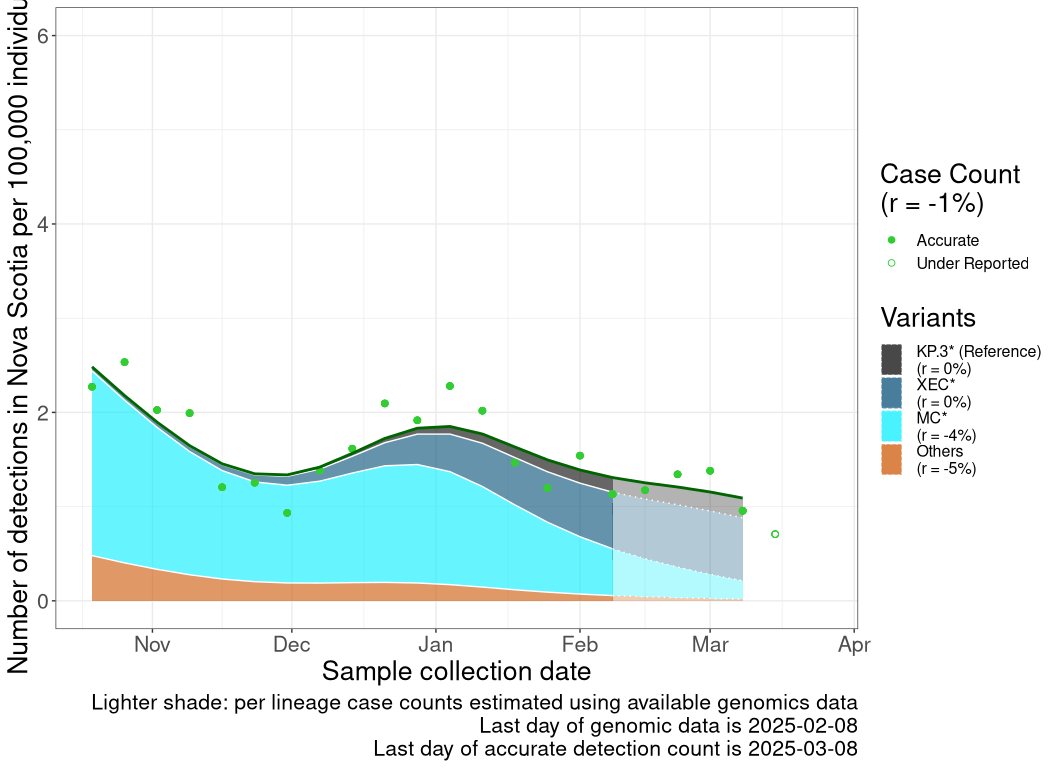 Number of detections in Nova Scotia per 100,000
6
4
2
0
Nov Dec Jan Feb Mar Apr
Sample collection date
Lighter shade: per lineage case counts estimated using available genomics data
Last day of genomic data is 2025-02-08
Last day of accurate detection count is 2025-03-08
Case Count
(r = -1%)
Accurate
Under Reported
Variants
KP.3* (Reference)
(r = 0%)
XEC*
(r = 0%)
MC*
(r = -4%)
Others
(r = -5%)